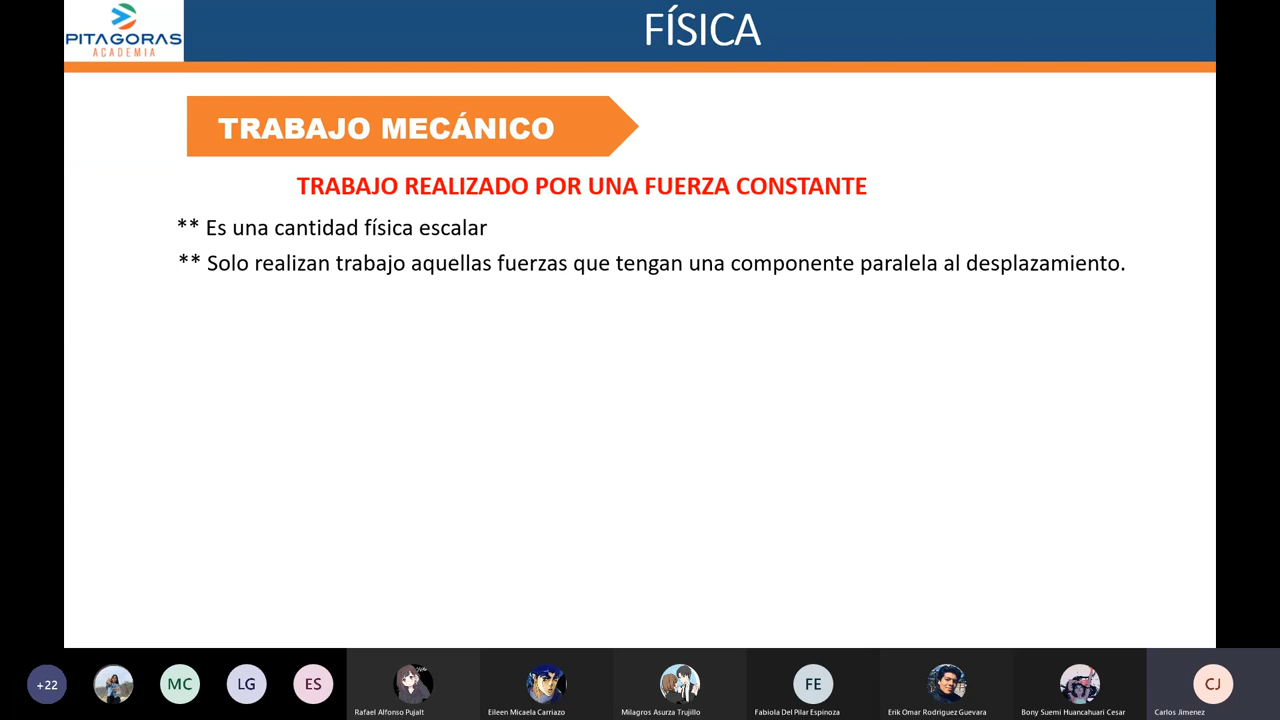 PITAGORAS
ACADEMIA
FÍSICA
TRABAJO MECÁNICO
TRABAJO REALIZADO POR UNA FUERZA CONSTANTE
** Es una cantidad física escalar
** Solo realizan trabajo aquellas fuerzas que tengan una componente paralela al desplazamiento.
+22
MC
LG
ES
FE
CJ
Rafael Alfonso Pujalt
Eileen Micaela Carriazo
Milagros Asurza Trujillo
Fabiola Del Pilar Espinoza
Erik Omar Rodriguez Guevara
Bony Suemi Huancahuari Cesar
Carlos Jimenez